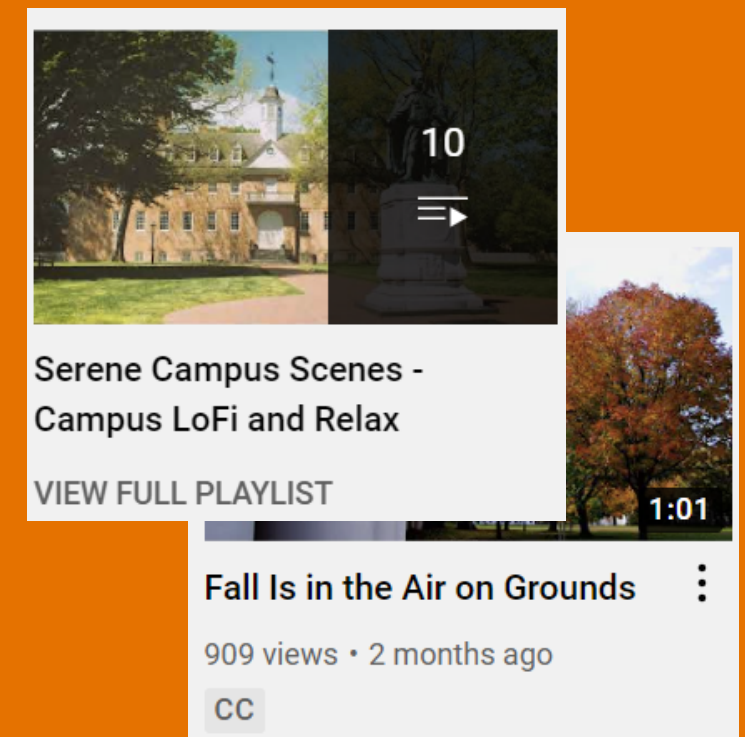 10
Serene Campus Scenes -
Campus LoFi and Relax
VIEW FULL PLAYLIST
1:01
Fall Is in the Air on Grounds
909 views • 2 months ago
CC